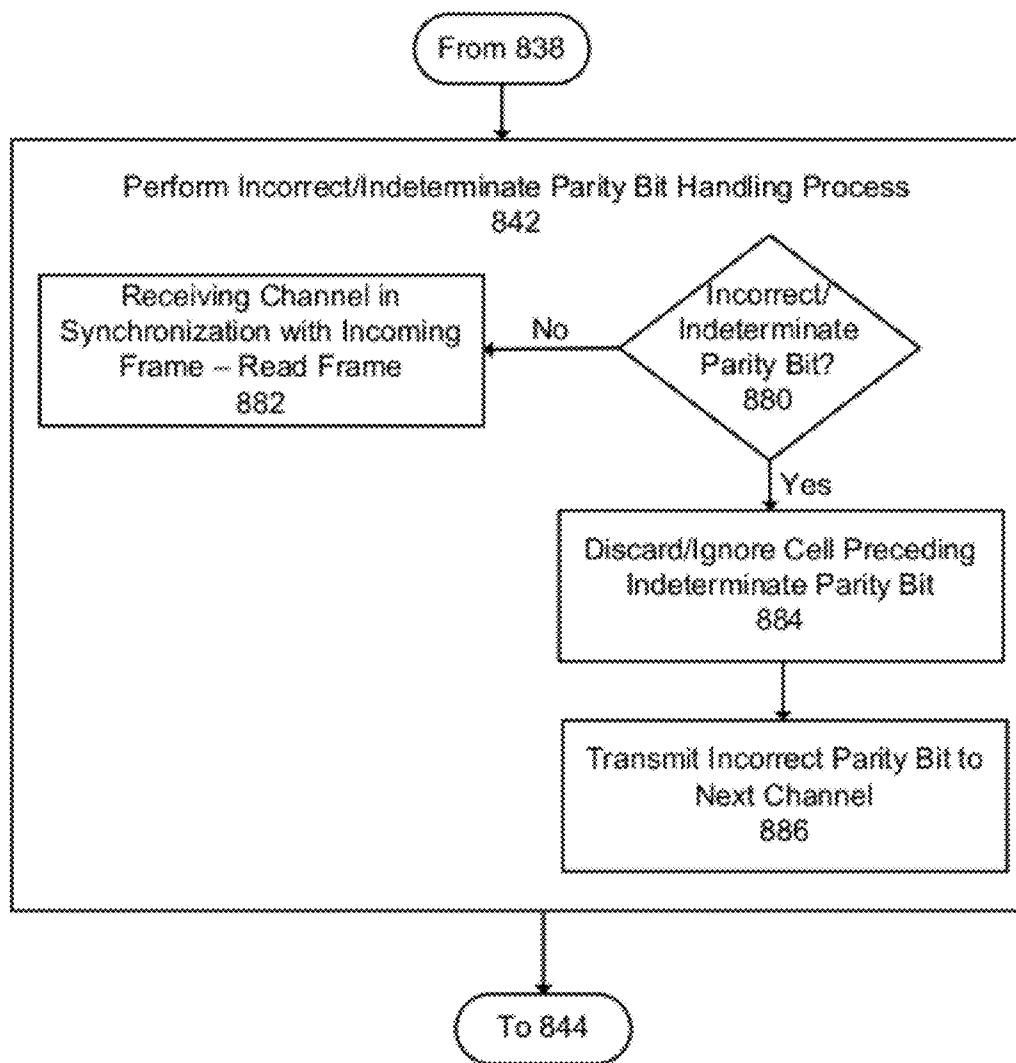 From 838
Perform Incorrect/Indeterminate Parity Bit Handling Process
842
Receiving Channel in
Synchronization with Incoming
Frame – Read Frame
882
No
Incorrect/
Indeterminate
Parity Bit?
880
Yes
Discard/Ignore Cell Preceding
Indeterminate Parity Bit
884
Transmit Incorrect Parity Bit to
Next Channel
886
To 844